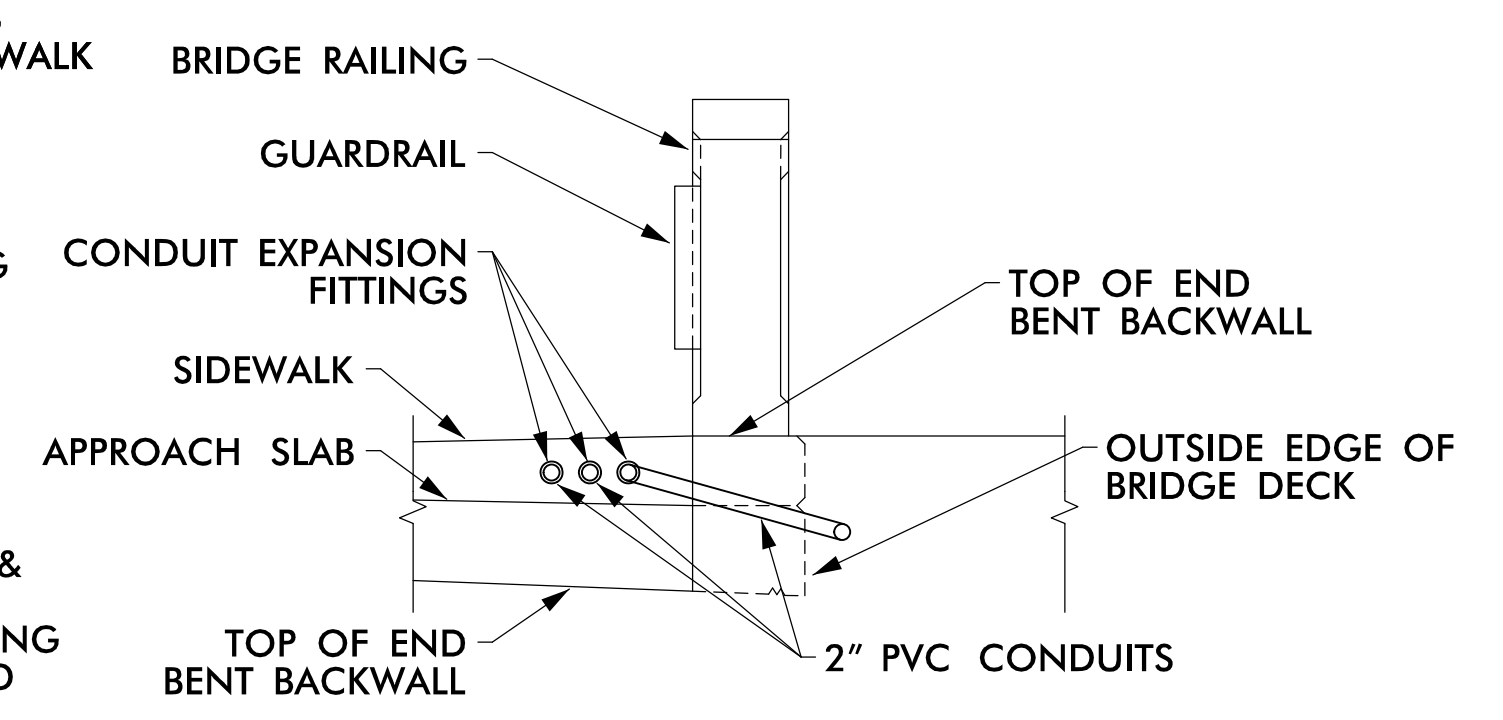 WALK
BRIDGE RAILING
GUARDRAIL
CONDUIT EXPANSION
FITTINGS
TOP OF END
BENT BACKWALL
SIDEWALK
APPROACH SLAB
OUTSIDE EDGE OF
BRIDGE DECK
&
NG
TOP OF END
BENT BACKWALL
2" PVC CONDUITS